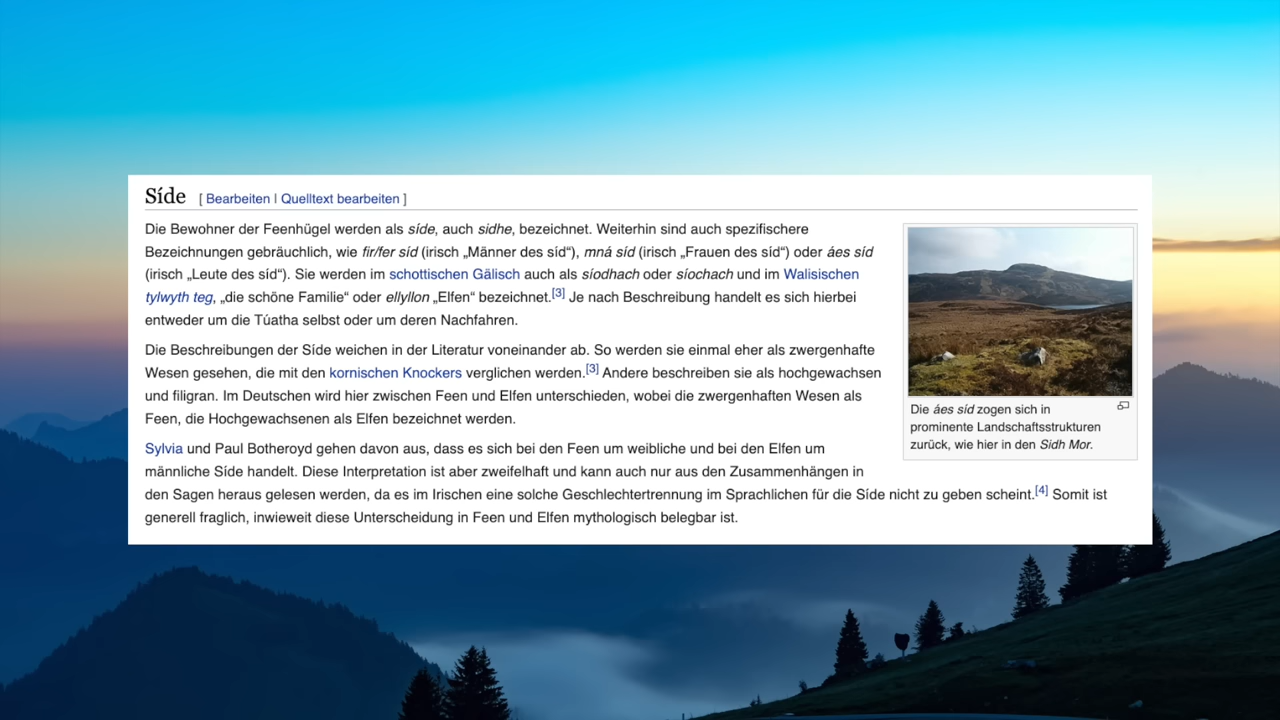 Síde [ Bearbeiten | Quelltext bearbeiten ]
Die Bewohner der Feenhügel werden als síde, auch sidhe, bezeichnet. Weiterhin sind auch spezifischere
Bezeichnungen gebräuchlich, wie fir/fer síd (irisch „Männer des síd“), mná síd (irisch „Frauen des síd“) oder áes síd
(irisch „Leute des síd“). Sie werden im schottischen Gälisch auch als síodhach oder síochach und im Walisischen
tylwyth teg, „die schöne Familie“ oder ellyllon „Elfen“ bezeichnet.[3] Je nach Beschreibung handelt es sich hierbei
entweder um die Túatha selbst oder um deren Nachfahren.
Die Beschreibungen der Síde weichen in der Literatur voneinander ab. So werden sie einmal eher als zwergenhafte
Wesen gesehen, die mit den kornischen Knockers verglichen werden.[3] Andere beschreiben sie als hochgewachsen
und filigran. Im Deutschen wird hier zwischen Feen und Elfen unterschieden, wobei die zwergenhaften Wesen als
Feen, die Hochgewachsenen als Elfen bezeichnet werden.
Sylvia und Paul Botheroyd gehen davon aus, dass es sich bei den Feen um weibliche und bei den Elfen um
männliche Síde handelt. Diese Interpretation ist aber zweifelhaft und kann auch nur aus den Zusammenhängen in
den Sagen heraus gelesen werden, da es im Irischen eine solche Geschlechtertrennung im Sprachlichen für die Síde nicht zu geben scheint.[4] Somit ist
generell fraglich, inwieweit diese Unterscheidung in Feen und Elfen mythologisch belegbar ist.
Die áes síd zogen sich in
prominente Landschaftsstrukturen
zurück, wie hier in den Sidh Mor.